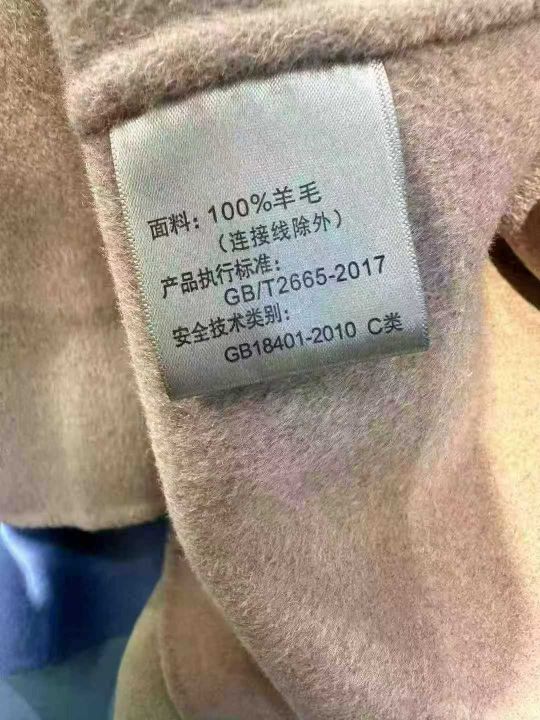 面料：100%羊毛
（连接线除外）
产品执行标准：
GB/T2665-2017
安全技术类别：
GB18401-2010 C类